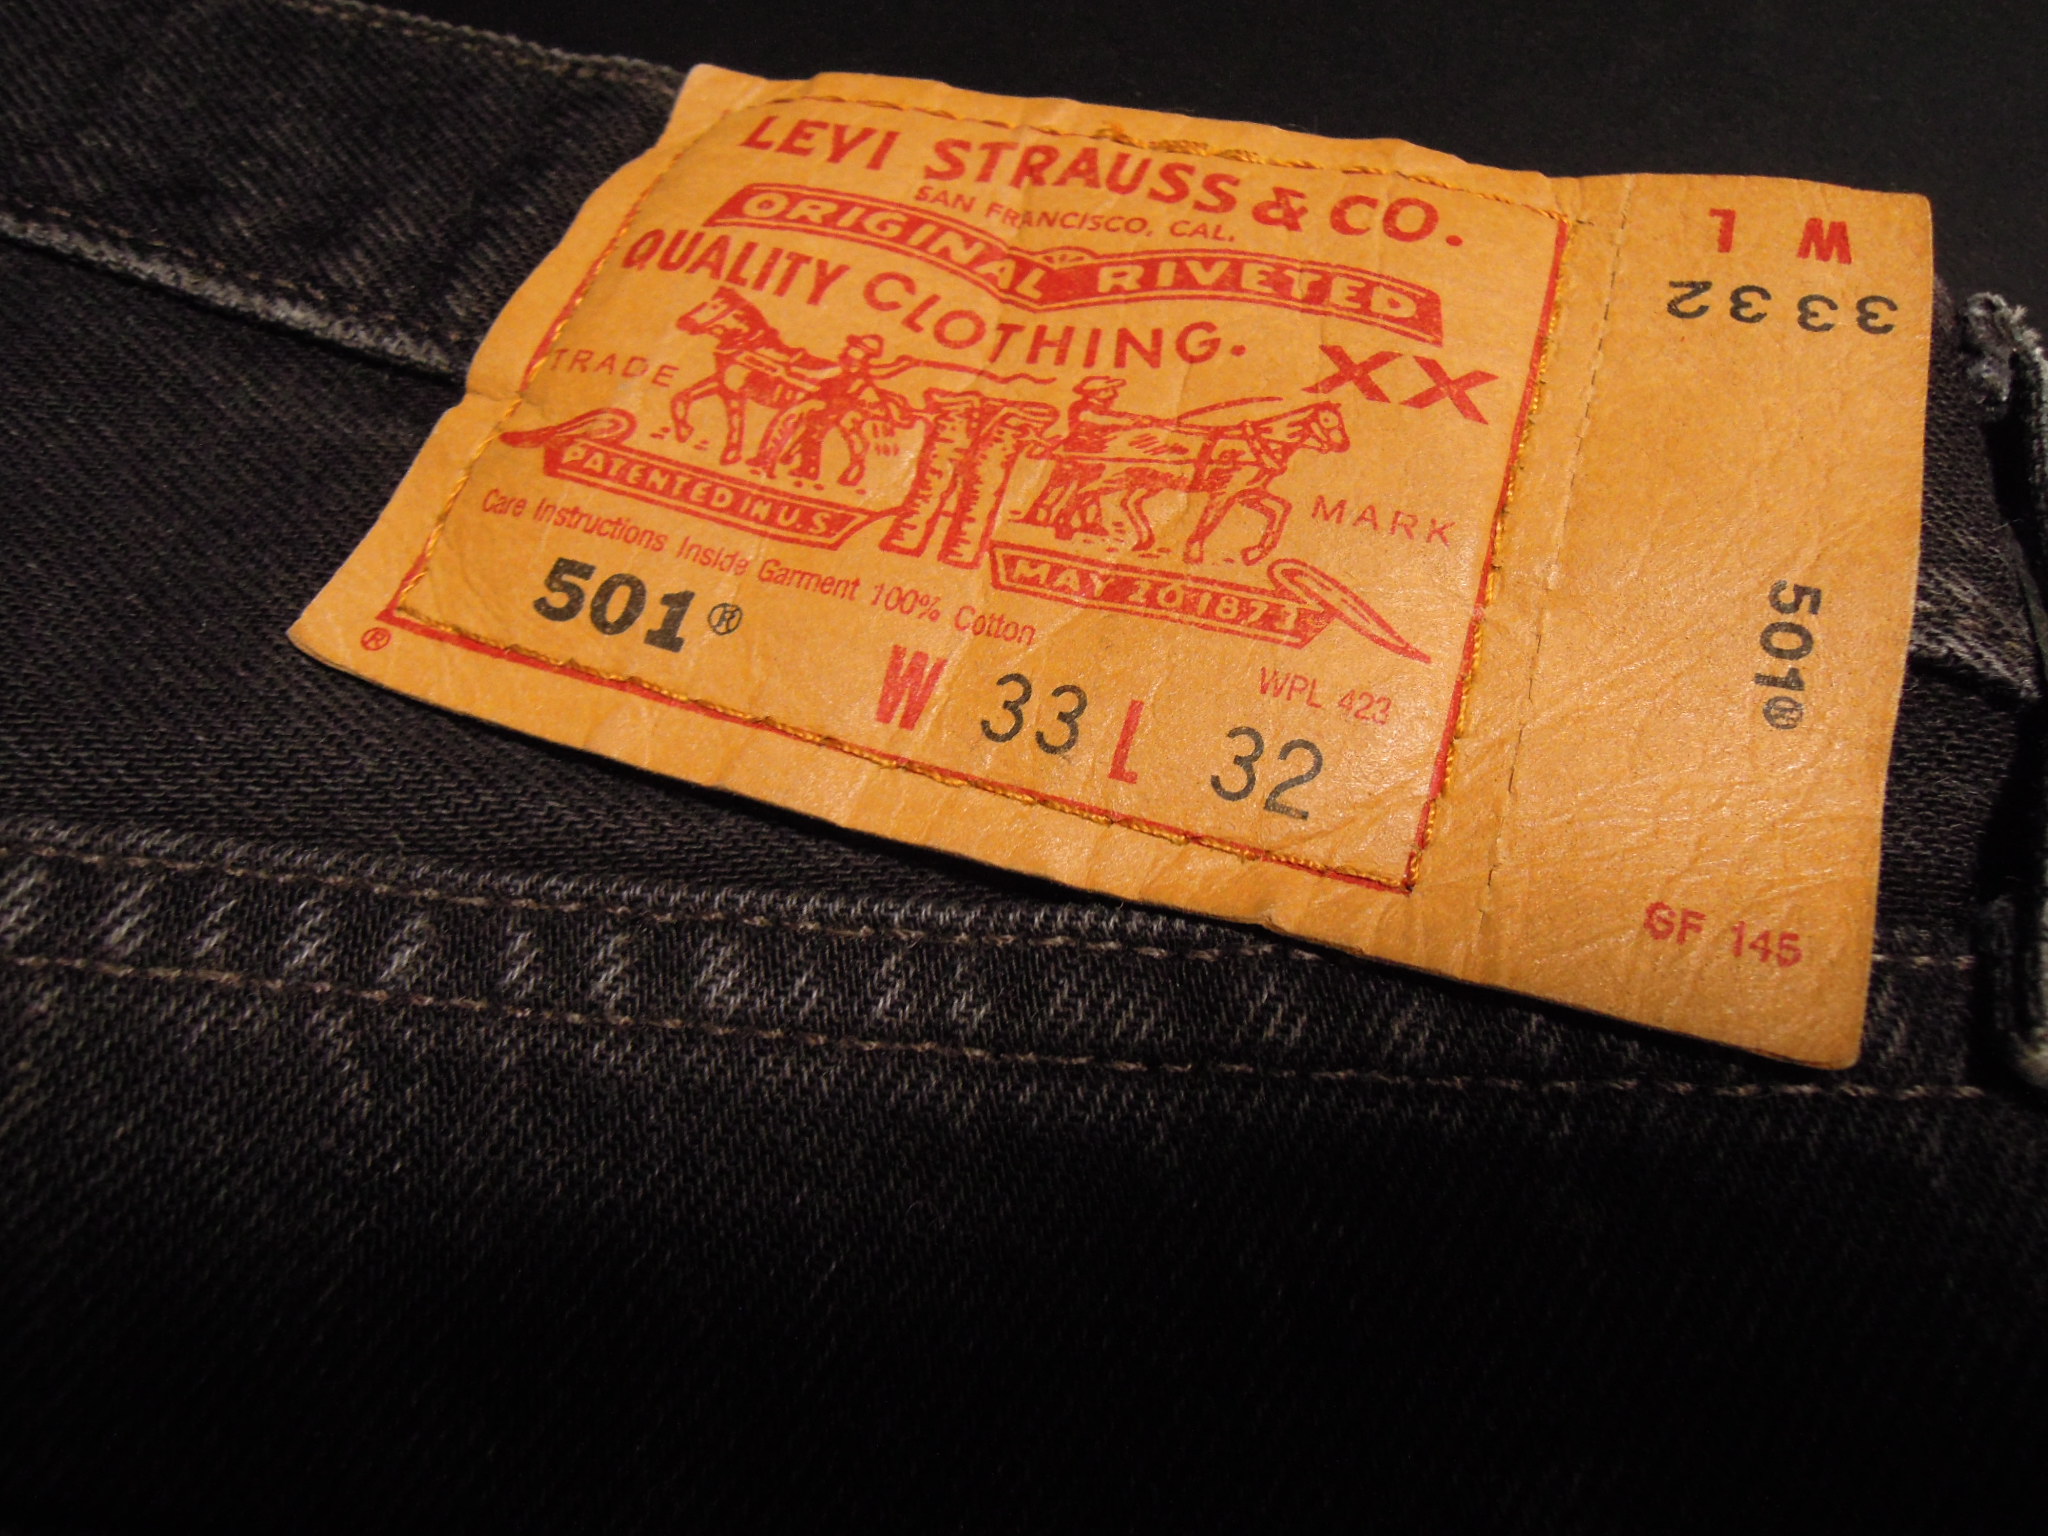 LEVI STRAUSS & CO.
SAN FRANCISCO, CAL.
ORIGINAL RIVETED
QUALITY CLOTHING.
XX
TRADE MARK
PATENTED IN U.S.
MAY 20 1873
Care Instructions Inside Garment 100% Cotton
501®
WPL 423
W 33 L 32
®
W L
33 32
501®
GF 145